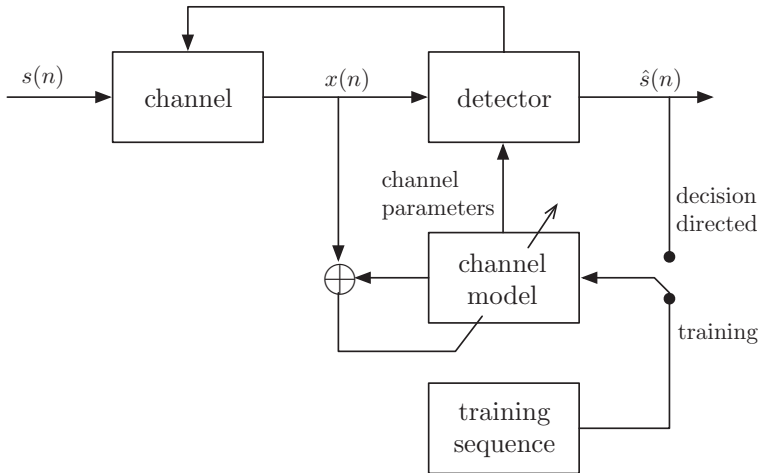 s(n)
channel
x(n)
detector
ŝ(n)
channel
parameters
decision
directed
channel
model
training
training
sequence